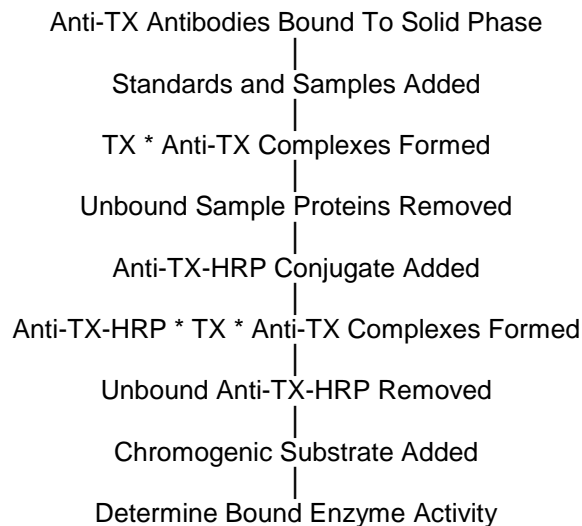 Anti-TX Antibodies Bound To Solid Phase
Standards and Samples Added
TX * Anti-TX Complexes Formed
Unbound Sample Proteins Removed
Anti-TX-HRP Conjugate Added
Anti-TX-HRP * TX * Anti-TX Complexes Formed
Unbound Anti-TX-HRP Removed
Chromogenic Substrate Added
Determine Bound Enzyme Activity